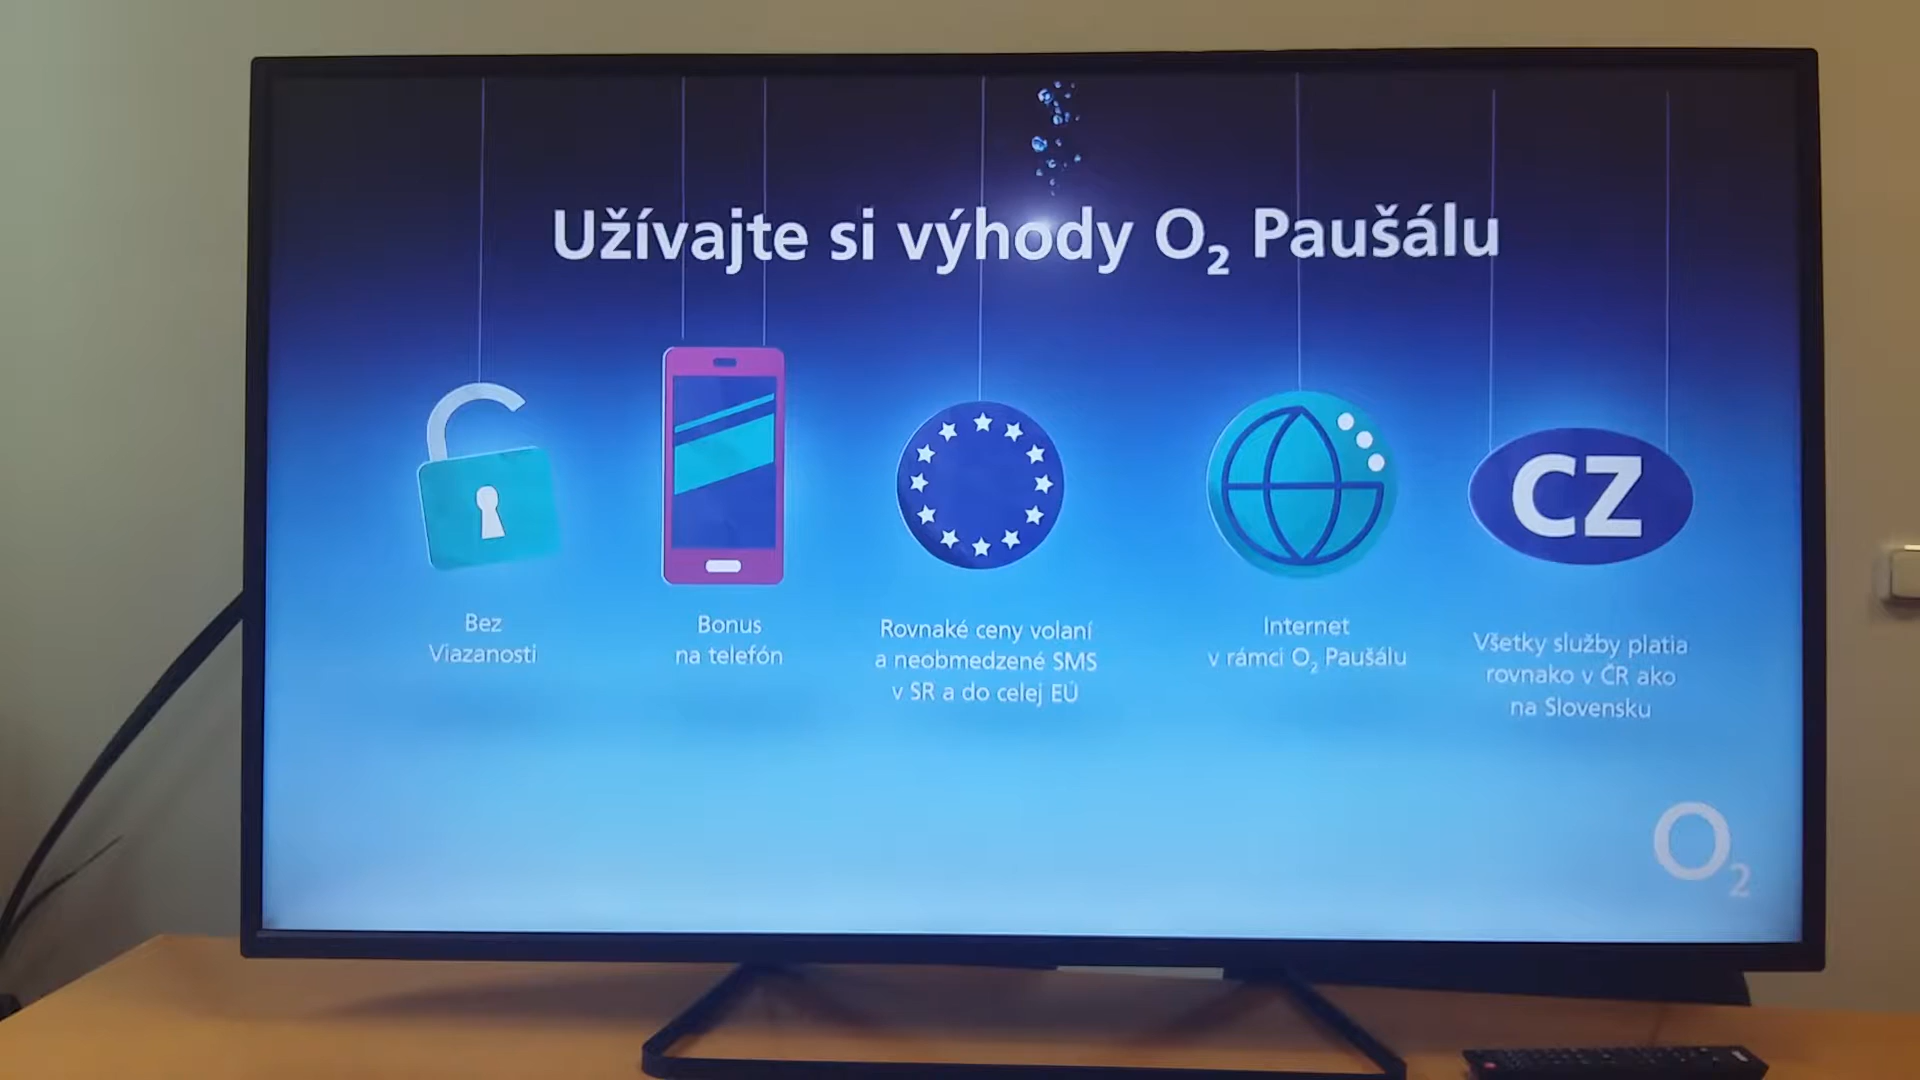 Užívajte si výhody O₂ Paušálu
CZ
Bez
Viazanosti
Bonus
na telefón
Rovnaké ceny volaní
a neobmedzené SMS
v SR a do celej EÚ
Internet
v rámci O₂ Paušálu
Všetky služby platia
rovnako v ČR ako
na Slovensku
O₂